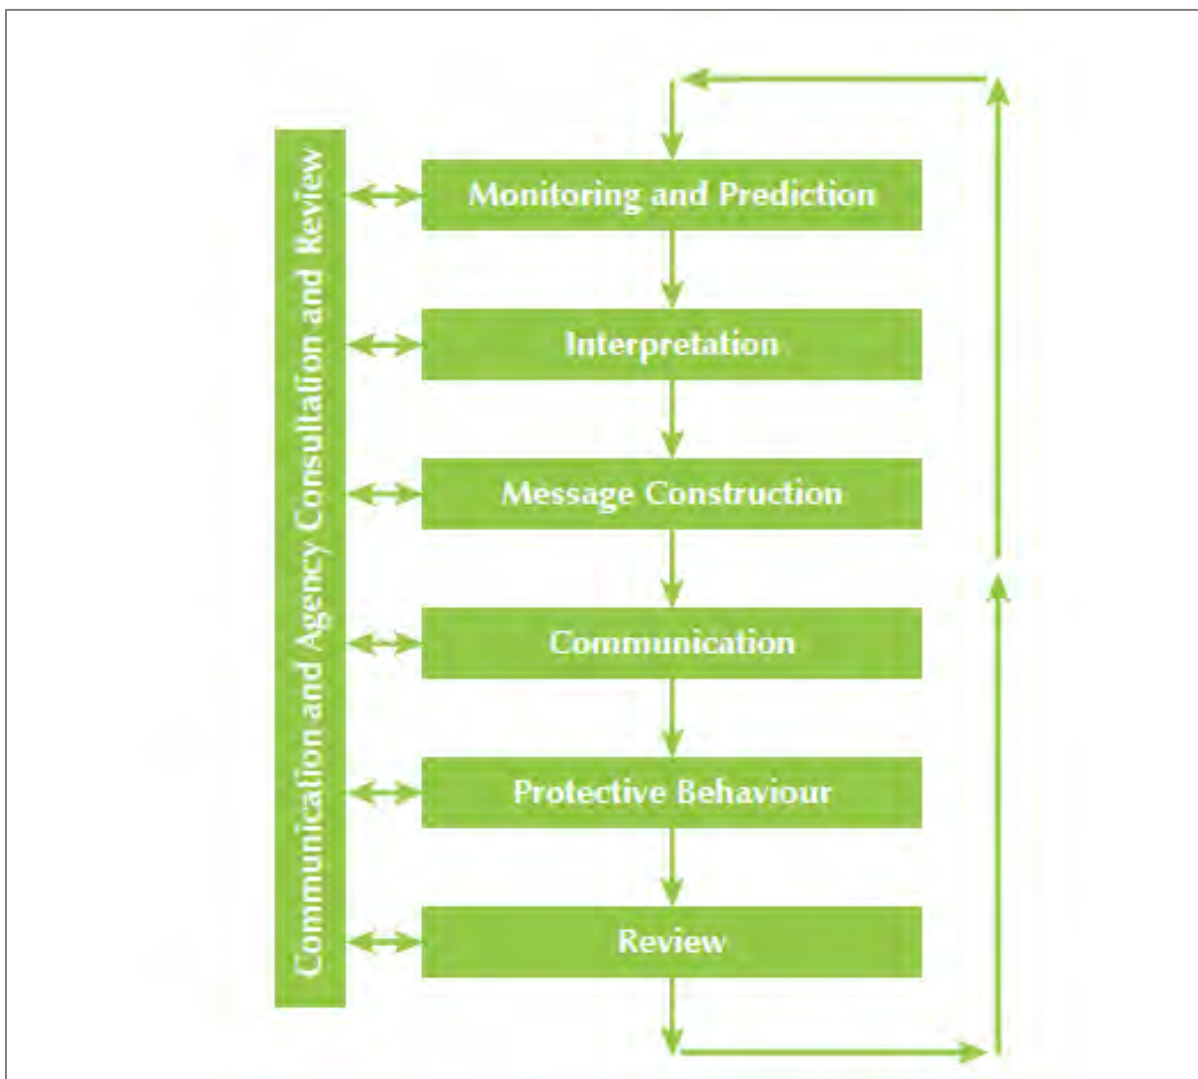 Communication and Agency Consultation and Review
Monitoring and Prediction
Interpretation
Message Construction
Communication
Protective Behaviour
Review